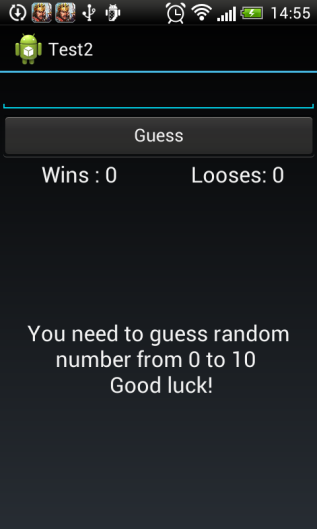 14:55
Test2
Guess
Wins : 0 Looses: 0
You need to guess random
number from 0 to 10
Good luck!